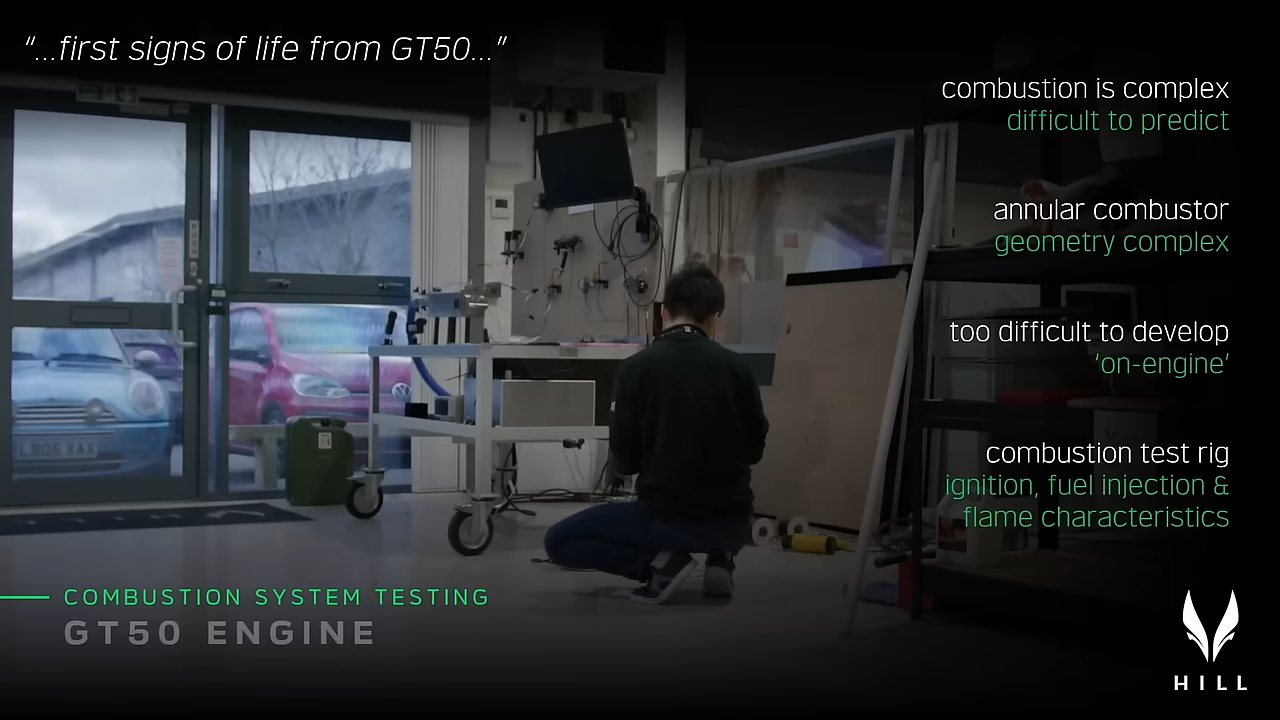 “...first signs of life from GT50...”
combustion is complex
difficult to predict
annular combustor
geometry complex
too difficult to develop
‘on-engine’
combustion test rig
ignition, fuel injection &
flame characteristics
LB05 XAX
COMBUSTION SYSTEM TESTING
GT50 ENGINE
HILL